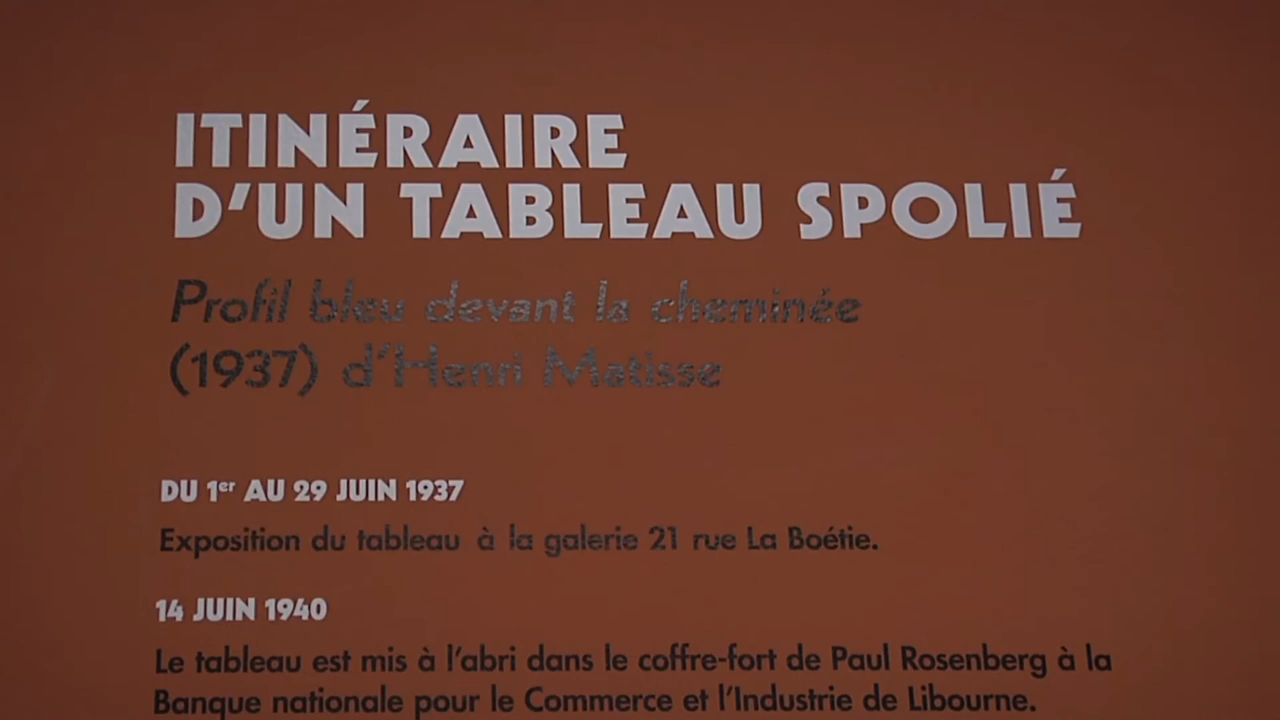 ITINÉRAIRE
D'UN TABLEAU SPOLIÉ
Profil bleu devant la cheminée
(1937) d'Henri Matisse
DU 1er AU 29 JUIN 1937
Exposition du tableau à la galerie 21 rue La Boétie.
14 JUIN 1940
Le tableau est mis à l'abri dans le coffre-fort de Paul Rosenberg à la
Banque nationale pour le Commerce et l'Industrie de Libourne.